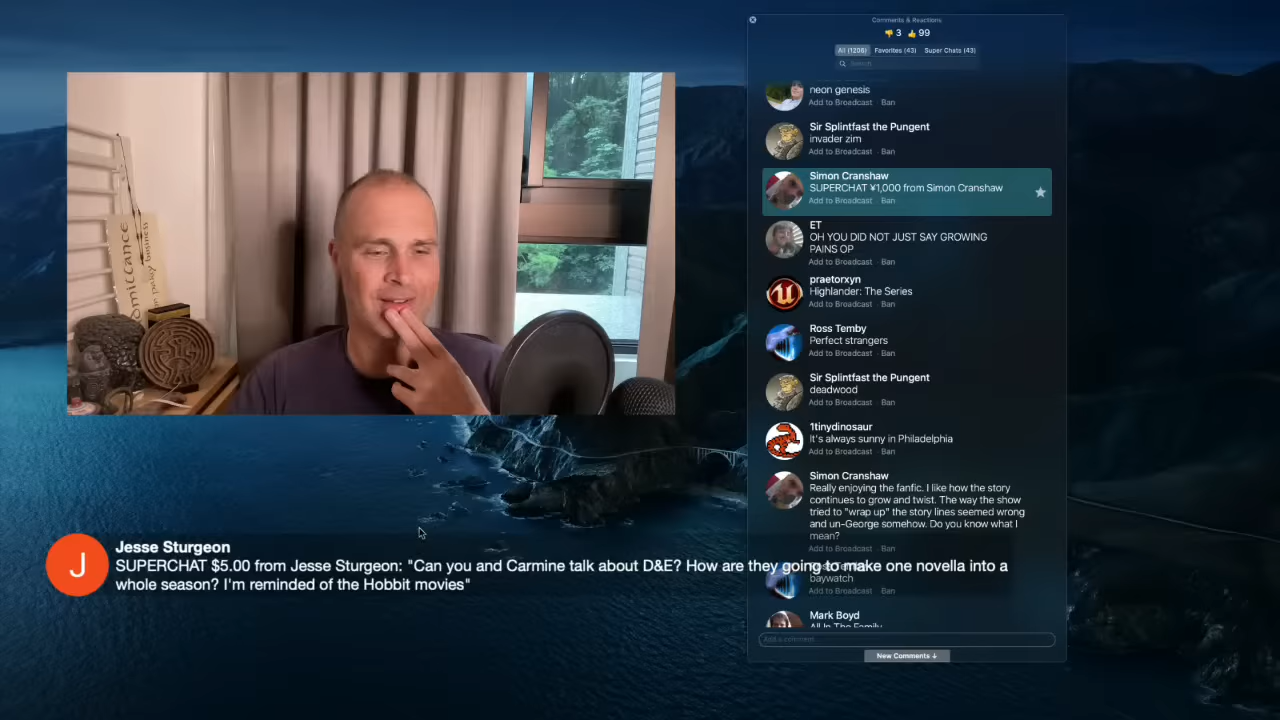 Comments & Reactions
👎 3 👍 99
All (1206) Favorites (43) Super Chats (43)
Search
neon genesis
Add to Broadcast · Ban
Sir Splintfast the Pungent
invader zim
Add to Broadcast · Ban
Simon Cranshaw
SUPERCHAT ¥1,000 from Simon Cranshaw
Add to Broadcast · Ban
ET
OH YOU DID NOT JUST SAY GROWING
PAINS OP
Add to Broadcast · Ban
praetorxyn
Highlander: The Series
Add to Broadcast · Ban
Ross Temby
Perfect strangers
Add to Broadcast · Ban
Sir Splintfast the Pungent
deadwood
Add to Broadcast · Ban
1tinydinosaur
It's always sunny in Philadelphia
Add to Broadcast · Ban
Simon Cranshaw
Really enjoying the fanfic. I like how the story
continues to grow and twist. The way the show
tried to "wrap up" the story lines seemed wrong
and un-George somehow. Do you know what I
mean?
Add to Broadcast · Ban
baywatch
Add to Broadcast · Ban
Mark Boyd
All In The Family
Add a comment...
New Comments ↓
J
Jesse Sturgeon
SUPERCHAT $5.00 from Jesse Sturgeon: "Can you and Carmine talk about D&E? How are they going to make one novella into a
whole season? I'm reminded of the Hobbit movies"